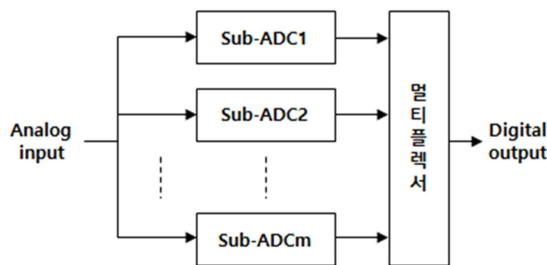 Analog
input
Sub-ADC1
Sub-ADC2
Sub-ADCm
멀
티
플
렉
서
Digital
output